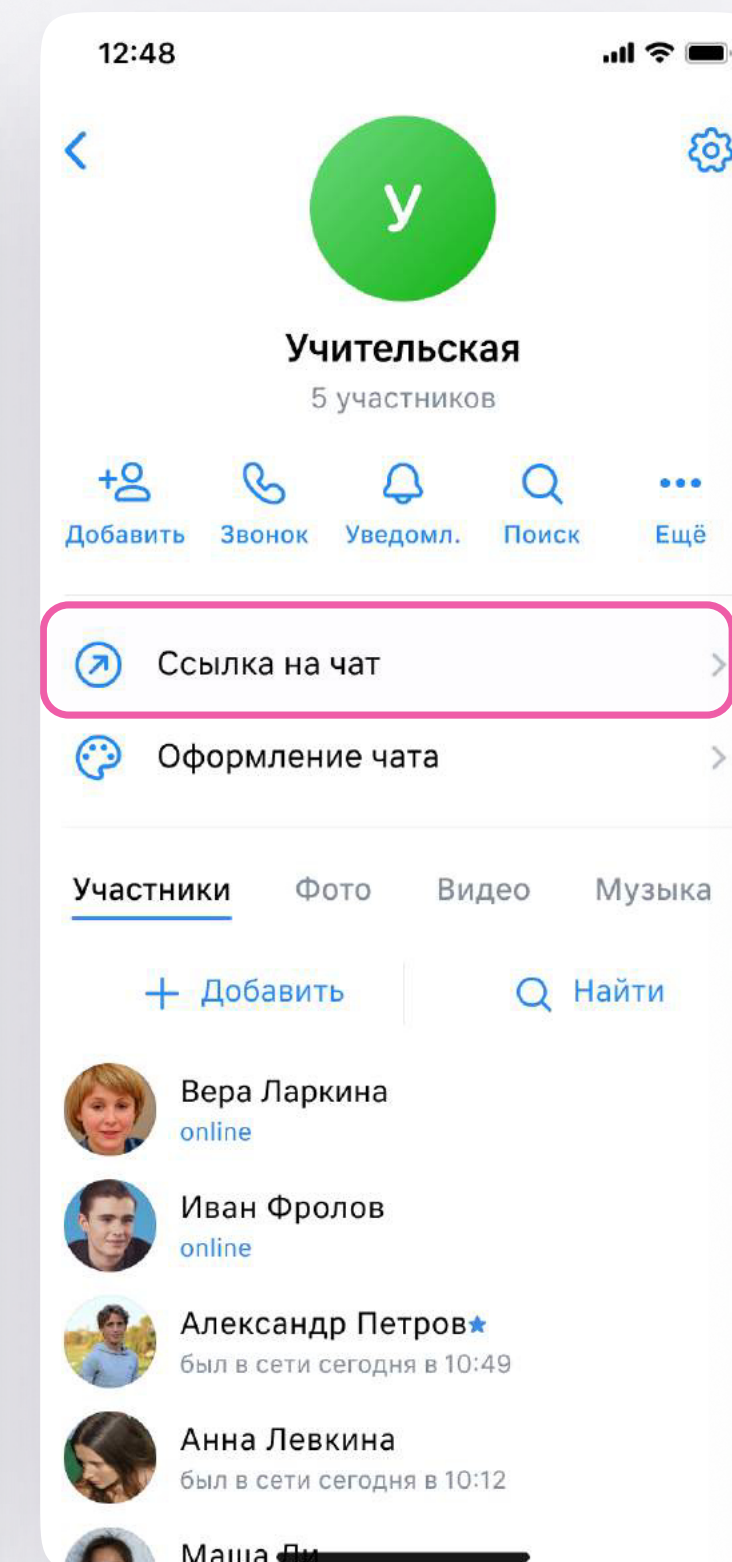 12:48
У
Учительская
5 участников
Добавить Звонок Уведомл. Поиск Ещё
Ссылка на чат
Оформление чата
Участники Фото Видео Музыка
Добавить Найти
Вера Ларкина
online
Иван Фролов
online
Александр Петров
был в сети сегодня в 10:49
Анна Левкина
был в сети сегодня в 10:12
Маша Ли